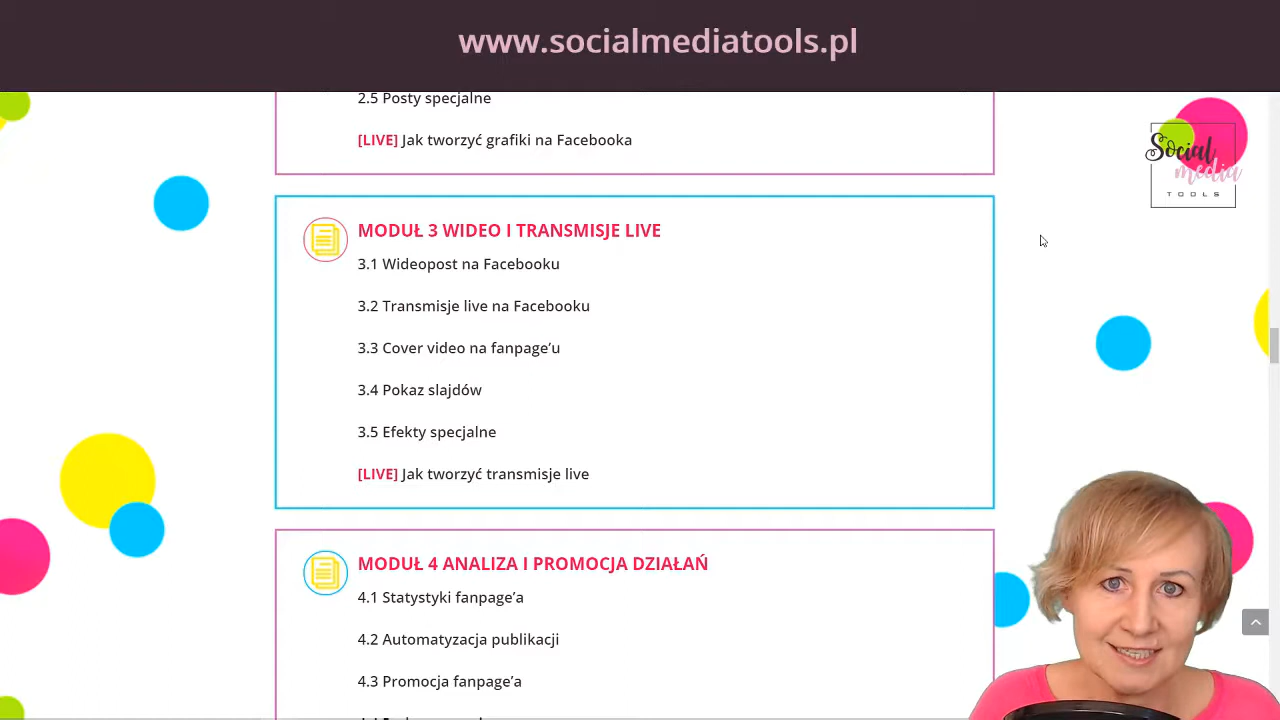 www.socialmediatools.pl
2.5 Posty specjalne
[LIVE] Jak tworzyć grafiki na Facebooka
Social
media
TOOLS
MODUŁ 3 WIDEO I TRANSMISJE LIVE
3.1 Wideopost na Facebooku
3.2 Transmisje live na Facebooku
3.3 Cover video na fanpage’u
3.4 Pokaz slajdów
3.5 Efekty specjalne
[LIVE] Jak tworzyć transmisje live
MODUŁ 4 ANALIZA I PROMOCJA DZIAŁAŃ
4.1 Statystyki fanpage’a
4.2 Automatyzacja publikacji
4.3 Promocja fanpage’a